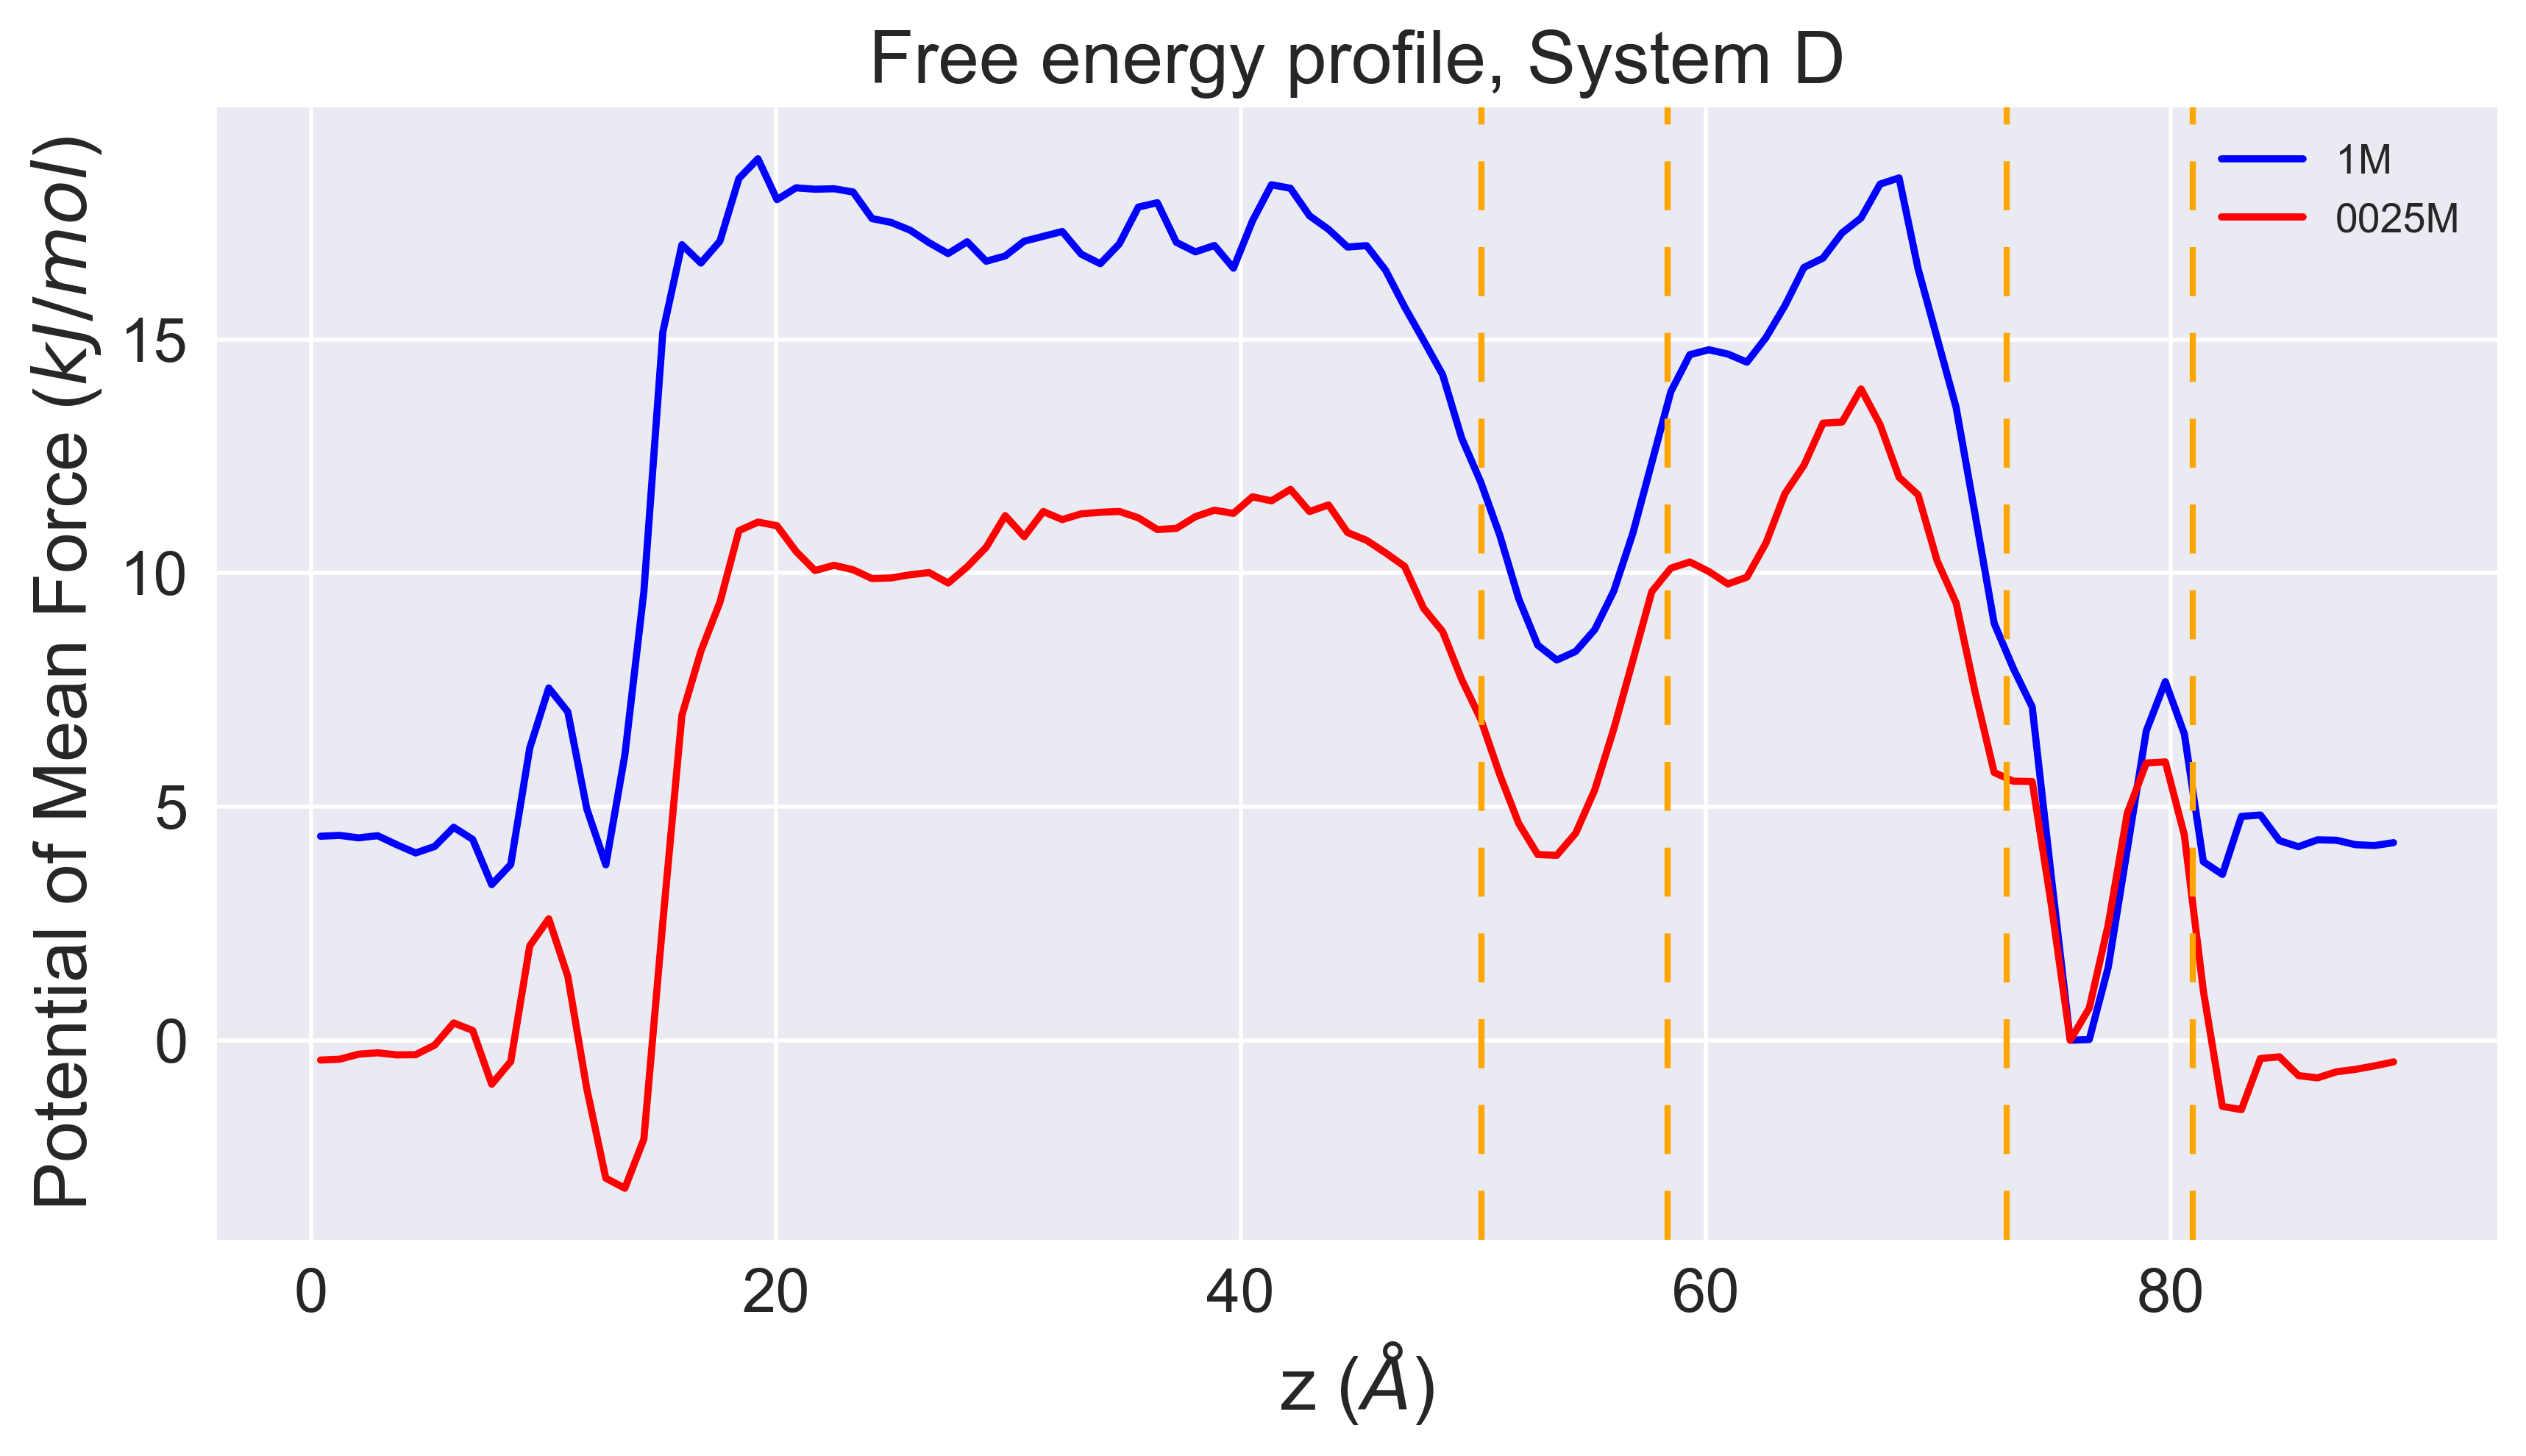 Free energy profile, System D
Potential of Mean Force (kJ/mol)
15
10
5
0
1M
0025M
0
20
40
60
80
z (Å)